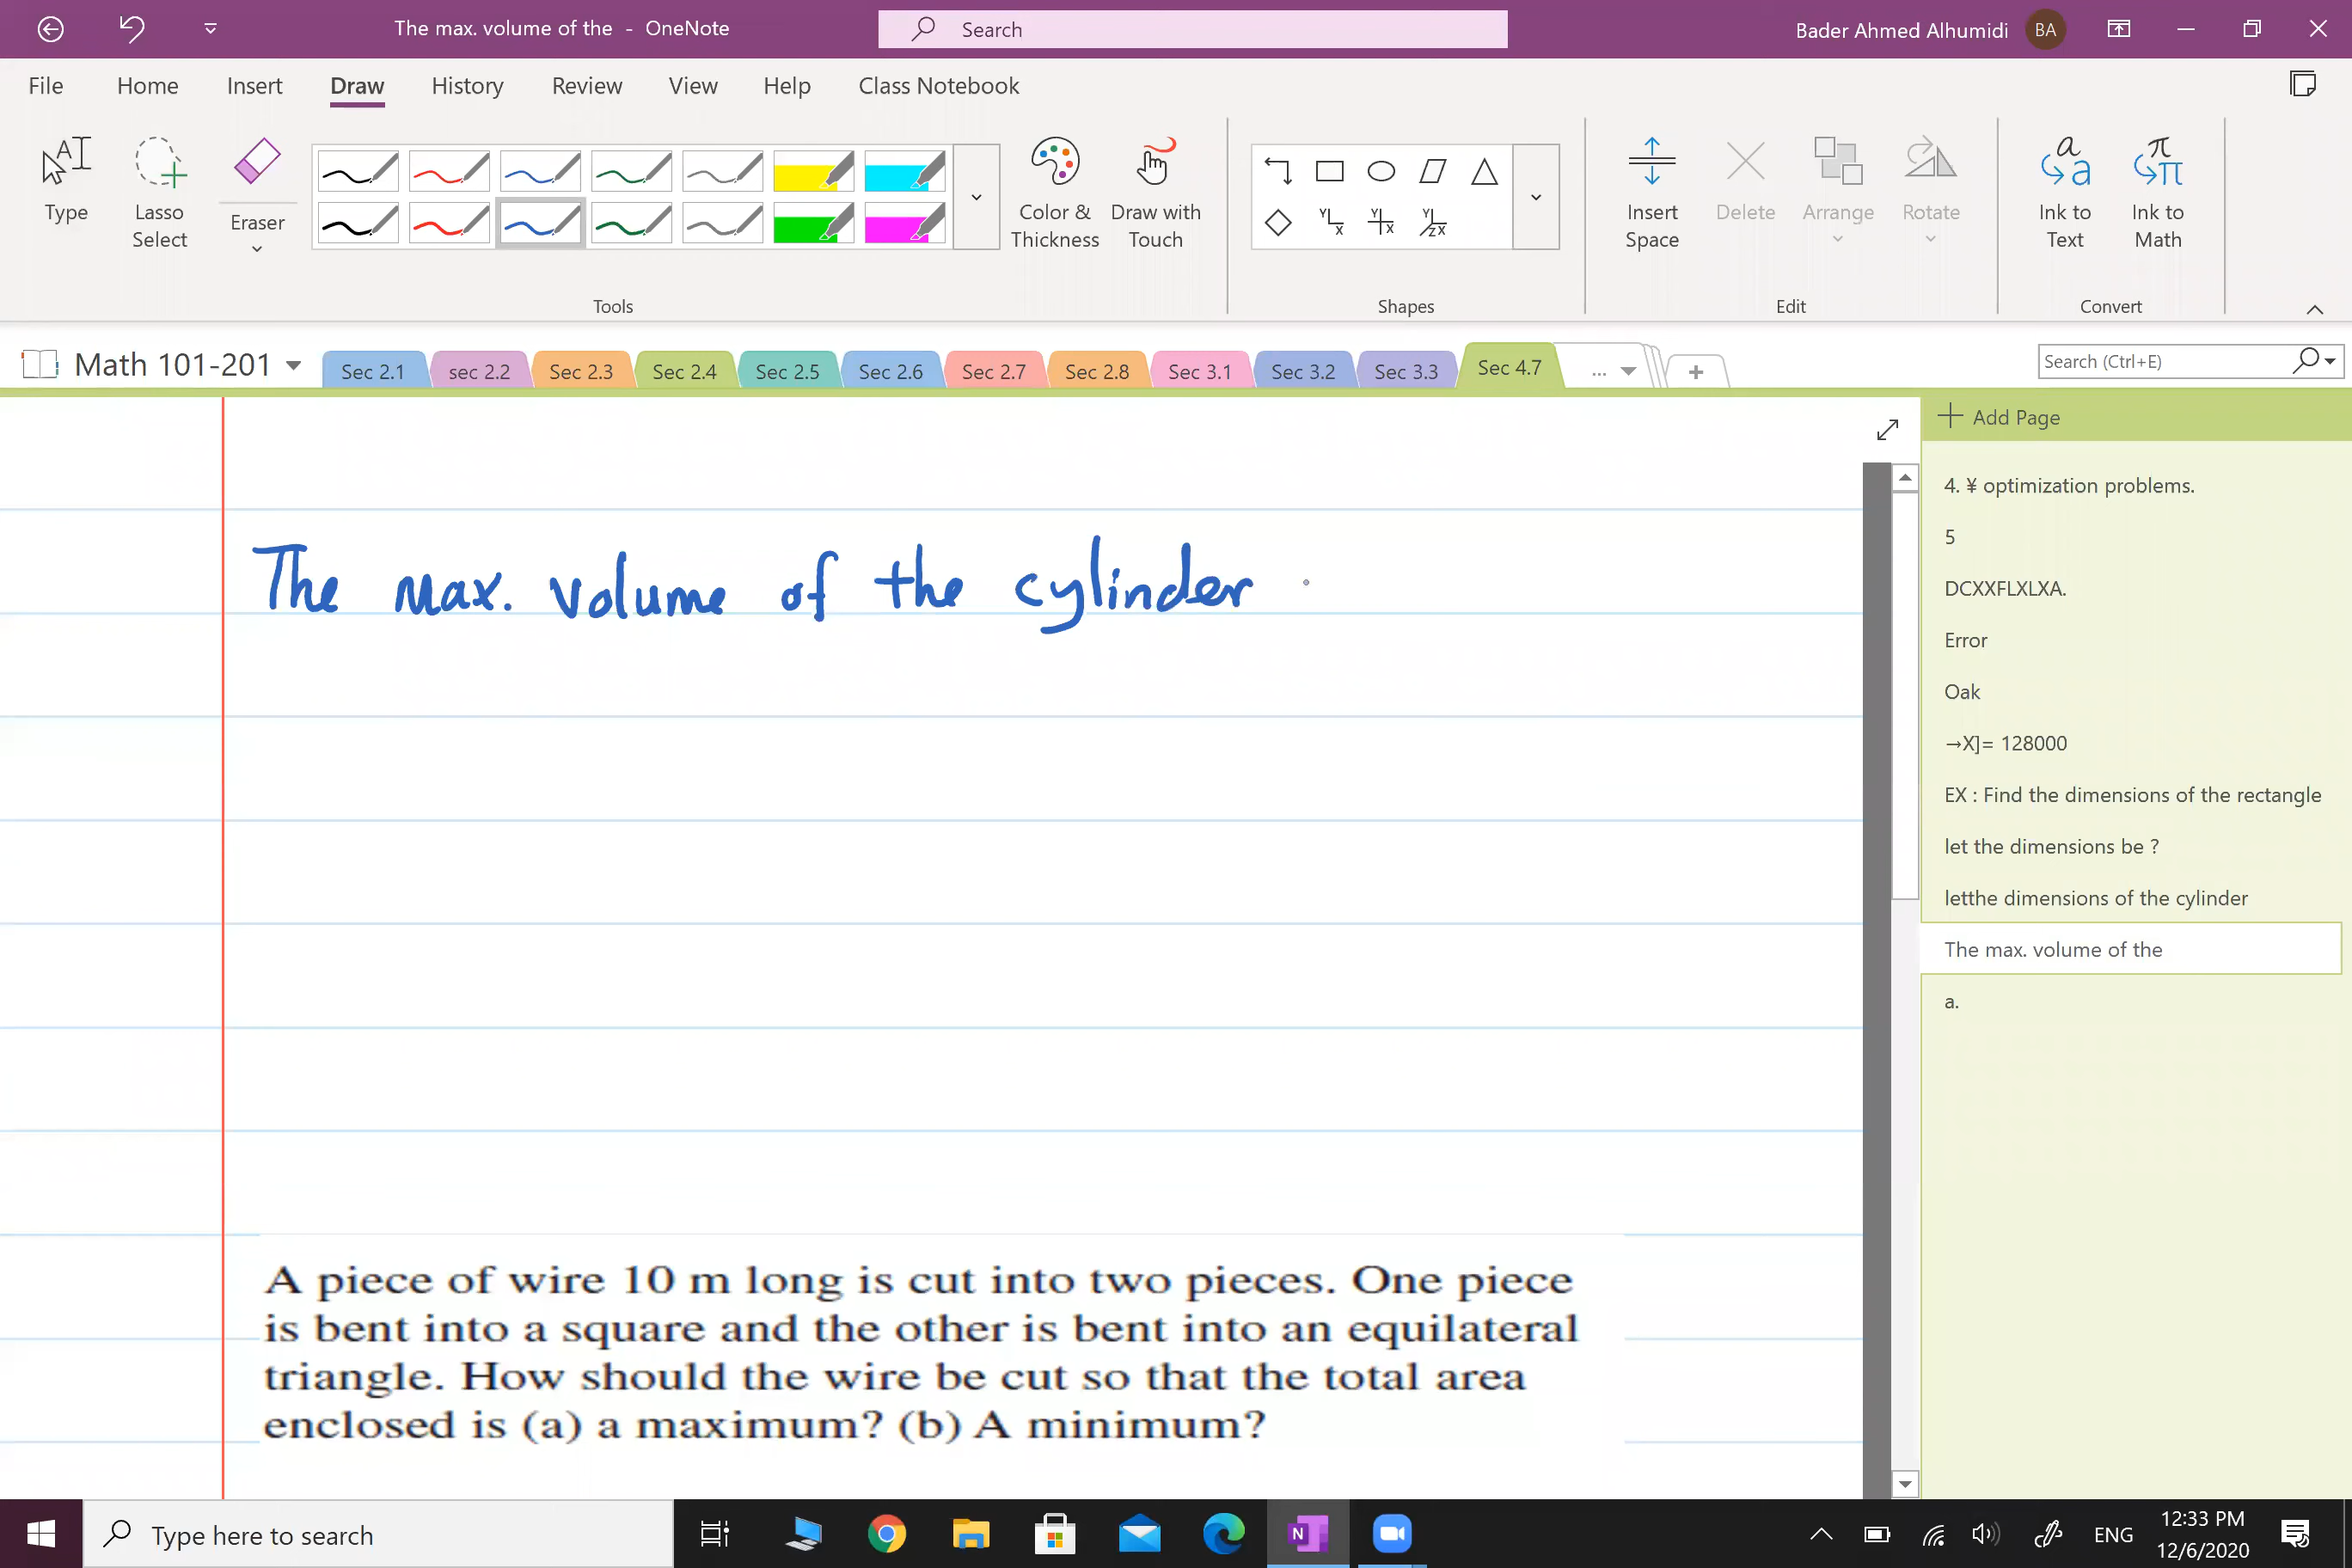 The max. volume of the - OneNote
Search
Bader Ahmed Alhumidi
BA
File Home Insert Draw History Review View Help Class Notebook
Type
Lasso Select
Eraser
Color & Thickness
Draw with Touch
Insert Space
Delete
Arrange
Rotate
Ink to Text
Ink to Math
Tools
Shapes
Edit
Convert
Math 101-201
Sec 2.1 sec 2.2 Sec 2.3 Sec 2.4 Sec 2.5 Sec 2.6 Sec 2.7 Sec 2.8 Sec 3.1 Sec 3.2 Sec 3.3 Sec 4.7 ...
Search (Ctrl+E)
The max. volume of the cylinder
A piece of wire 10 m long is cut into two pieces. One piece
is bent into a square and the other is bent into an equilateral
triangle. How should the wire be cut so that the total area
enclosed is (a) a maximum? (b) A minimum?
Add Page
4. ¥ optimization problems.
5
DCXXFLXLXA.
Error
Oak
→X]= 128000
EX : Find the dimensions of the rectangle
let the dimensions be ?
letthe dimensions of the cylinder
The max. volume of the
a.
Type here to search
ENG
12:33 PM
12/6/2020